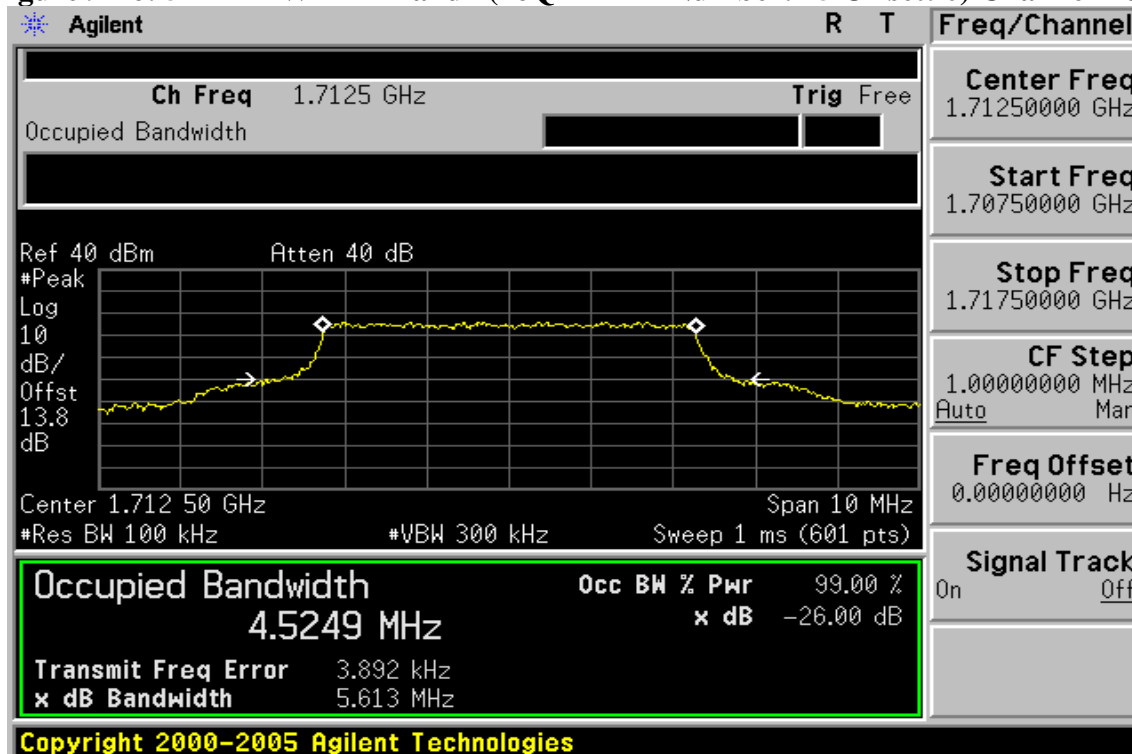 Agilent R T
Freq/Channel
Ch Freq 1.7125 GHz Trig Free
Occupied Bandwidth
Center Freq
1.71250000 GHz
Start Freq
1.70750000 GHz
Stop Freq
1.71750000 GHz
CF Step
1.00000000 MHz
Auto Man
Freq Offset
0.00000000 Hz
Signal Track
On Off
Ref 40 dBm Atten 40 dB
#Peak
Log
10
dB/
Offst
13.8
dB
Center 1.712 50 GHz Span 10 MHz
#Res BW 100 kHz #VBW 300 kHz Sweep 1 ms (601 pts)
Occupied Bandwidth
4.5249 MHz
Occ BW % Pwr 99.00 %
x dB -26.00 dB
Transmit Freq Error 3.892 kHz
x dB Bandwidth 5.613 MHz
Copyright 2000-2005 Agilent Technologies